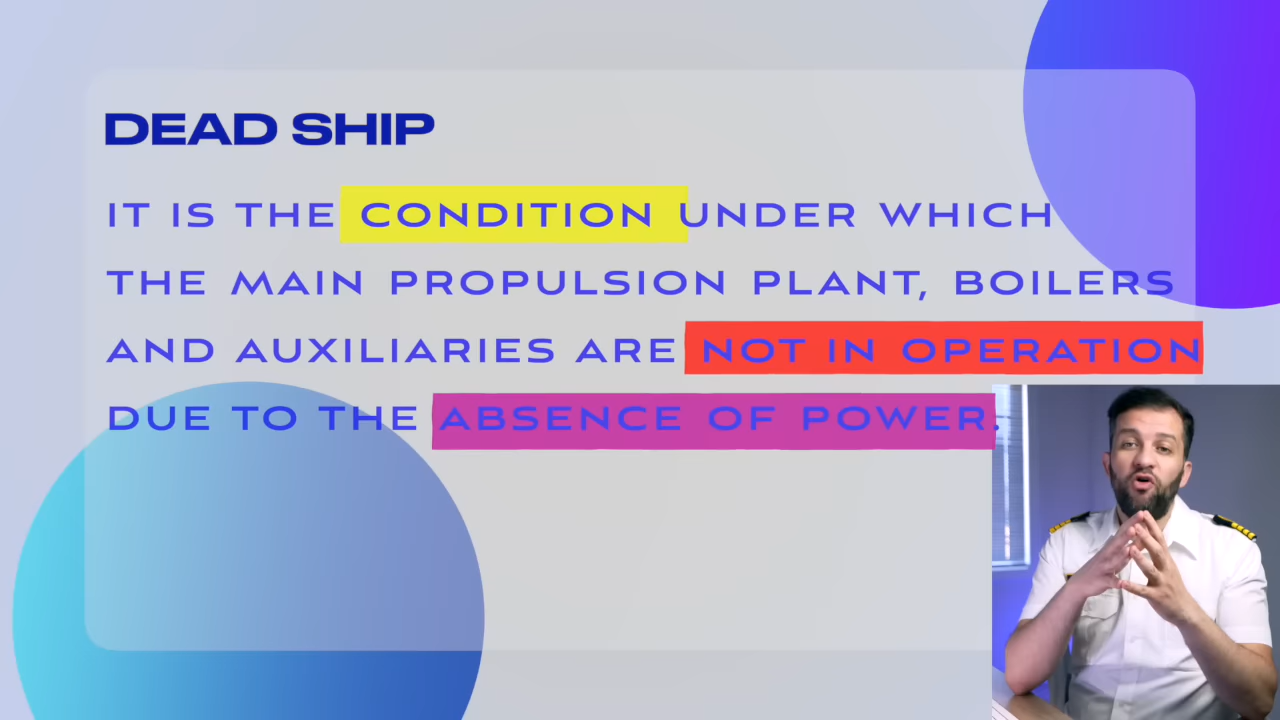 DEAD SHIP
IT IS THE CONDITION UNDER WHICH
THE MAIN PROPULSION PLANT, BOILERS
AND AUXILIARIES ARE NOT IN OPERATION
DUE TO THE ABSENCE OF POWER.